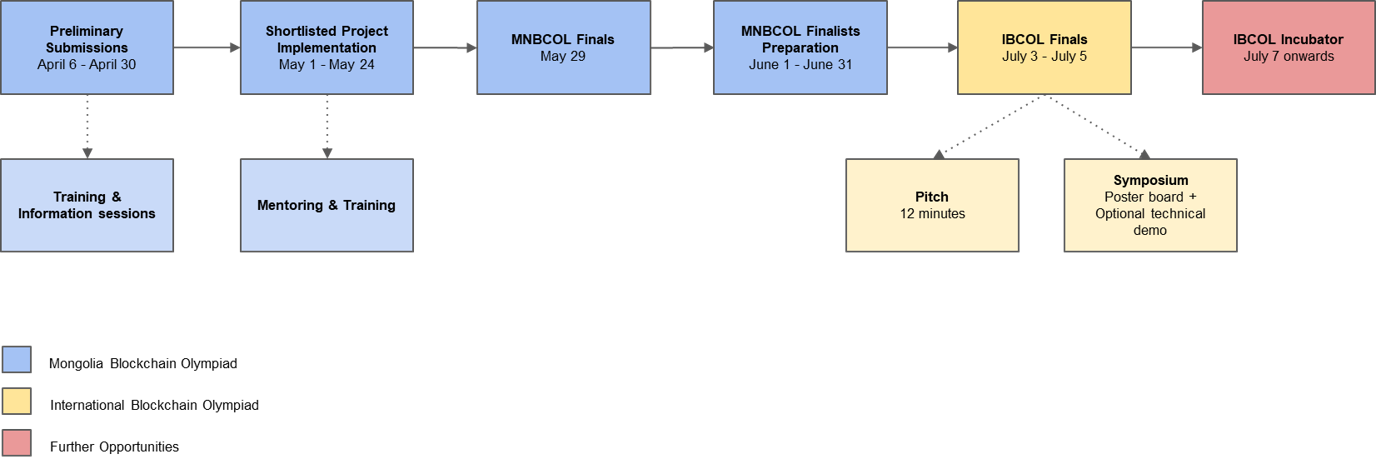 Preliminary
Submissions
April 6 - April 30
Shortlisted Project
Implementation
May 1 - May 24
MNBCOL Finals
May 29
MNBCOL Finalists
Preparation
June 1 - June 31
IBCOL Finals
July 3 - July 5
IBCOL Incubator
July 7 onwards
Training &
Information sessions
Mentoring & Training
Pitch
12 minutes
Symposium
Poster board +
Optional technical
demo
Mongolia Blockchain Olympiad
International Blockchain Olympiad
Further Opportunities